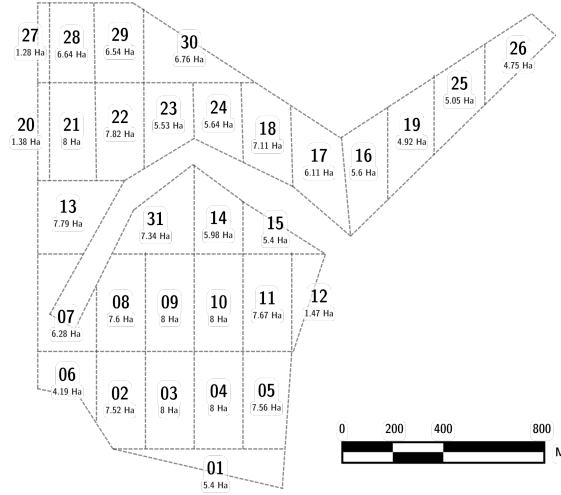 27
1.28 Ha
28
6.64 Ha
29
6.54 Ha
30
6.76 Ha
26
4.75 Ha
25
5.05 Ha
20
1.38 Ha
21
8 Ha
22
7.82 Ha
23
5.53 Ha
24
5.64 Ha
18
7.11 Ha
17
6.11 Ha
16
5.6 Ha
19
4.92 Ha
13
7.79 Ha
31
7.34 Ha
14
5.98 Ha
15
5.4 Ha
07
6.28 Ha
08
7.6 Ha
09
8 Ha
10
8 Ha
11
7.67 Ha
12
1.47 Ha
06
4.19 Ha
02
7.52 Ha
03
8 Ha
04
8 Ha
05
7.56 Ha
01
5.4 Ha
0 200 400 800
M